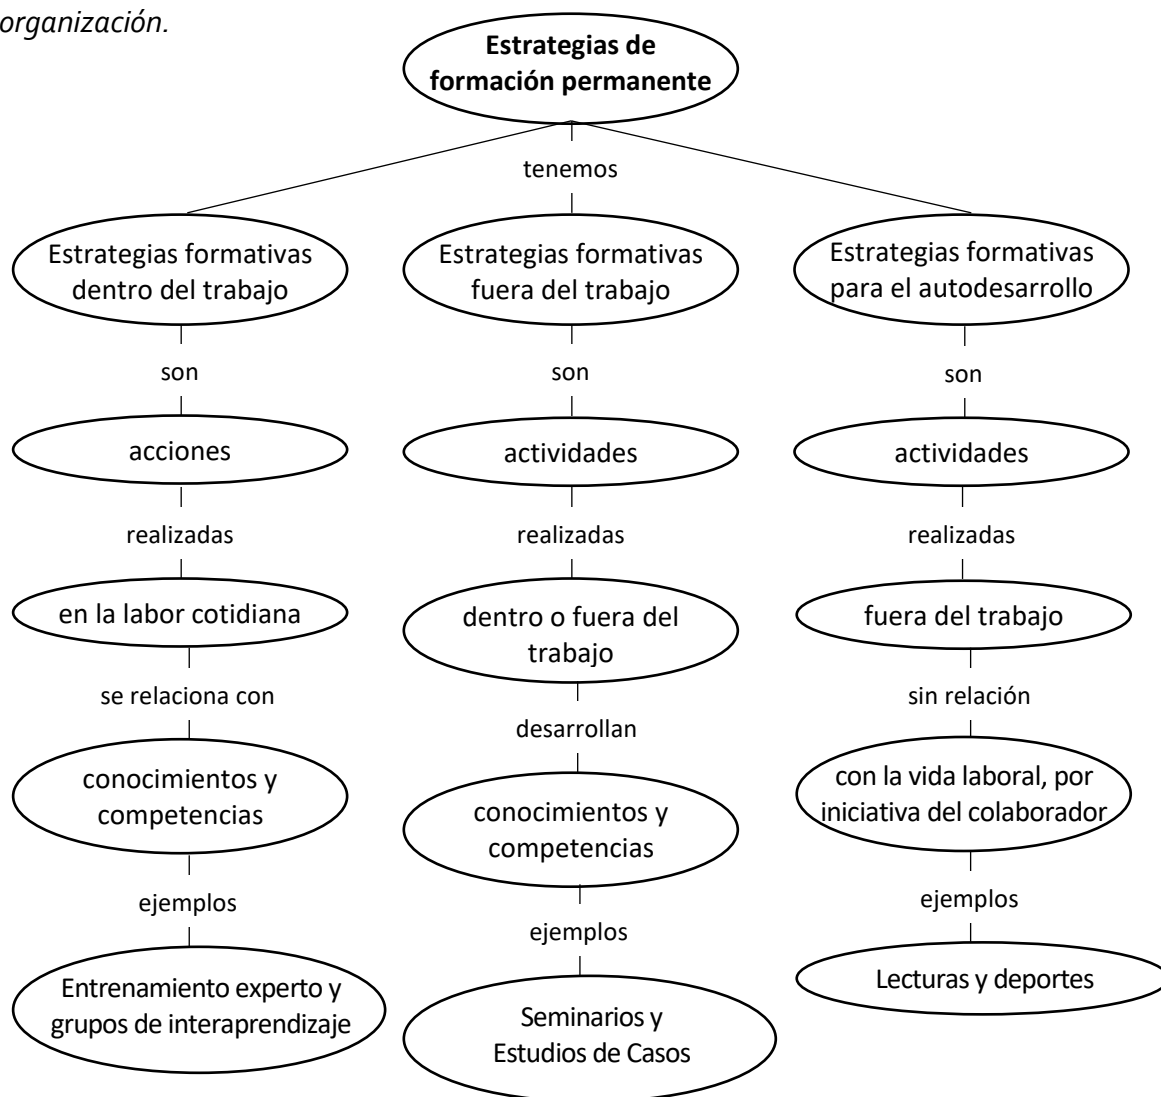 organización.
Estrategias de
formación permanente
tenemos
Estrategias formativas
dentro del trabajo
son
acciones
realizadas
en la labor cotidiana
se relaciona con
conocimientos y
competencias
ejemplos
Entrenamiento experto y
grupos de interaprendizaje
Estrategias formativas
fuera del trabajo
son
actividades
realizadas
dentro o fuera del
trabajo
desarrollan
conocimientos y
competencias
ejemplos
Seminarios y
Estudios de Casos
Estrategias formativas
para el autodesarrollo
son
actividades
realizadas
fuera del trabajo
sin relación
con la vida laboral, por
iniciativa del colaborador
ejemplos
Lecturas y deportes